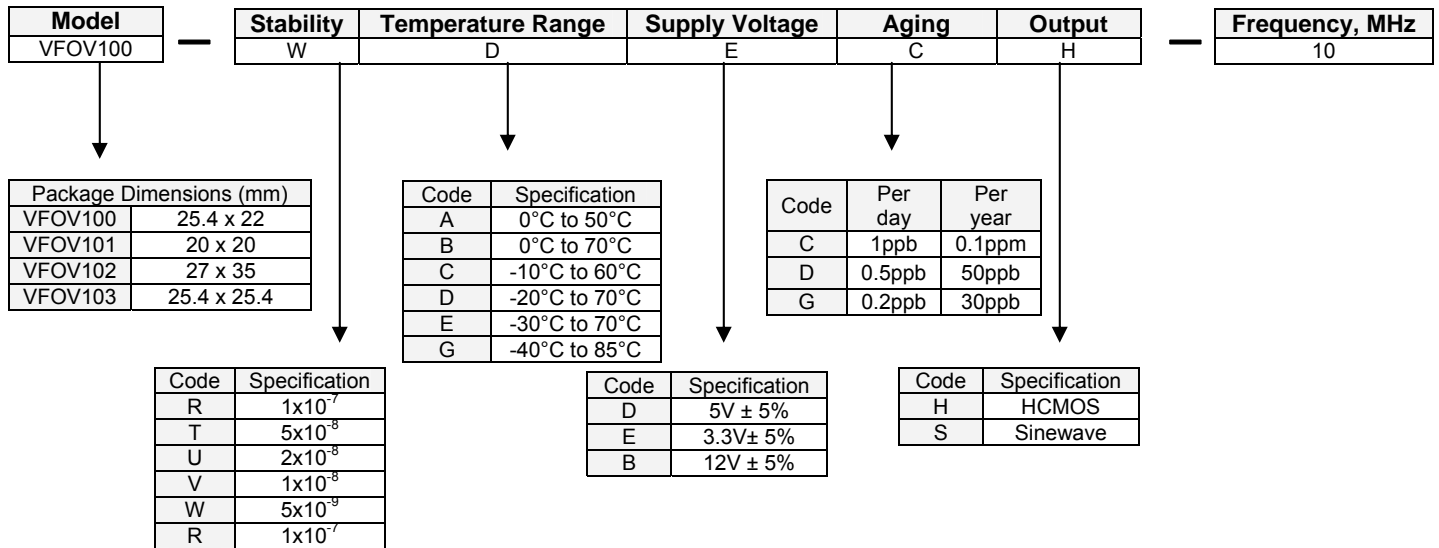 Model Stability Temperature Range Supply Voltage Aging Output Frequency, MHz
VFOV100 — W D E C H — 10
Package Dimensions (mm)
VFOV100 25.4 x 22
VFOV101 20 x 20
VFOV102 27 x 35
VFOV103 25.4 x 25.4
Code Specification
A 0°C to 50°C
B 0°C to 70°C
C -10°C to 60°C
D -20°C to 70°C
E -30°C to 70°C
G -40°C to 85°C
Code Per day Per year
C 1ppb 0.1ppm
D 0.5ppb 50ppb
G 0.2ppb 30ppb
Code Specification
R 1x10⁻⁷
T 5x10⁻⁸
U 2x10⁻⁸
V 1x10⁻⁸
W 5x10⁻⁹
R 1x10⁻⁷
Code Specification
D 5V ± 5%
E 3.3V± 5%
B 12V ± 5%
Code Specification
H HCMOS
S Sinewave